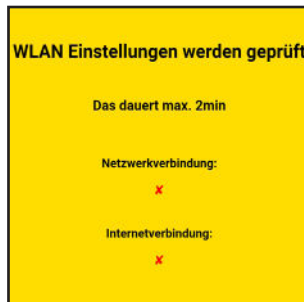 WLAN Einstellungen werden geprüft
Das dauert max. 2min
Netzwerkverbindung:
✘
Internetverbindung:
✘